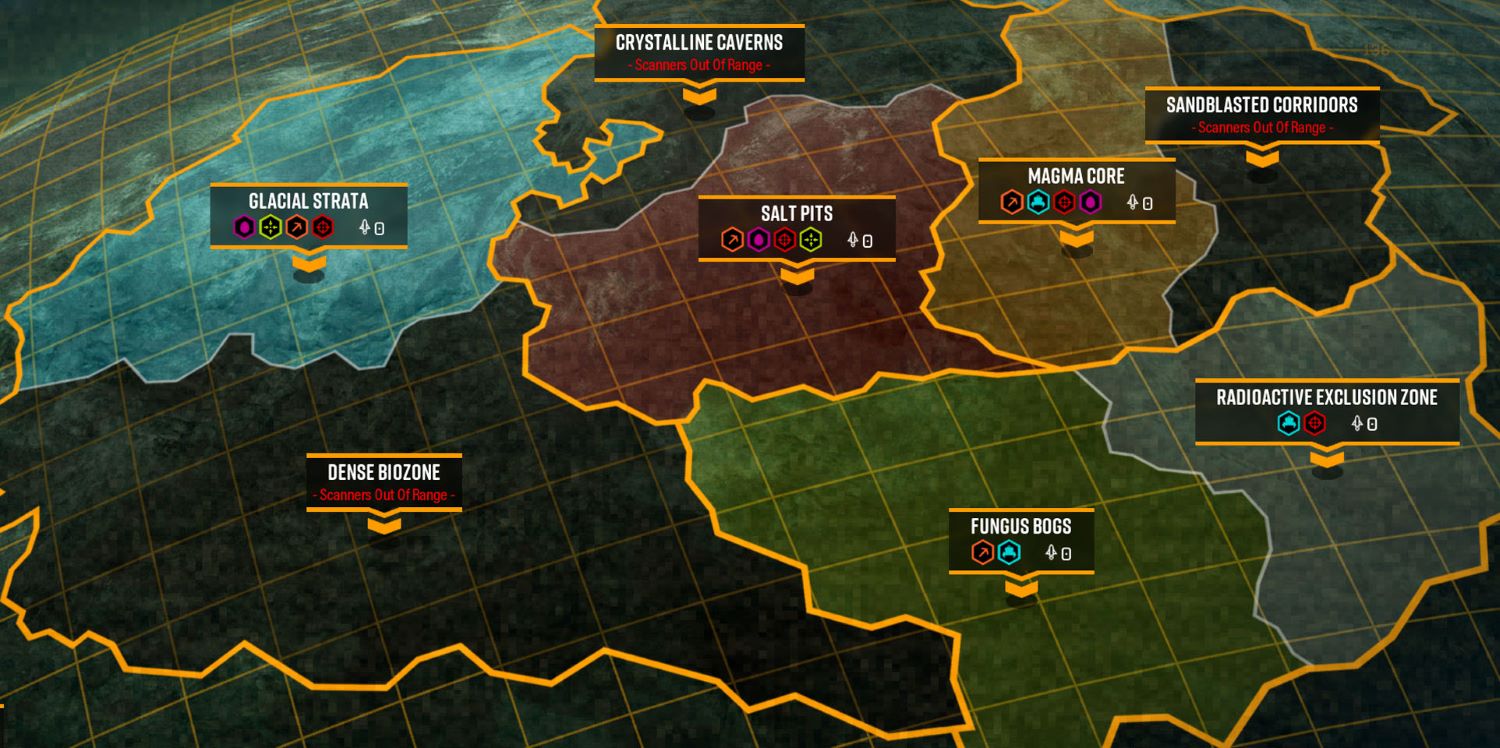 CRYSTALLINE CAVERNS
- Scanners Out Of Range -
136
SANDBLASTED CORRIDORS
- Scanners Out Of Range -
MAGMA CORE
0
GLACIAL STRATA
0
SALT PITS
0
RADIOACTIVE EXCLUSION ZONE
0
DENSE BIOZONE
- Scanners Out Of Range -
FUNGUS BOGS
0